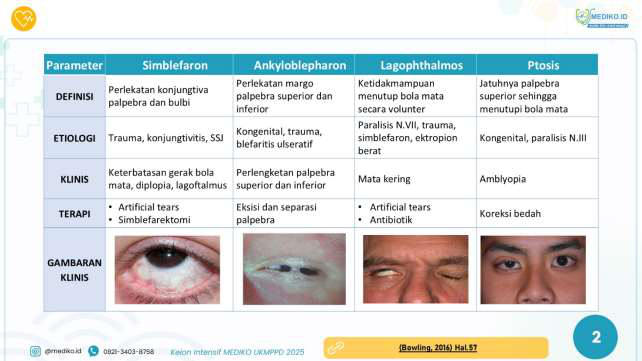 MEDIKO.ID
Parameter Simblefaron Ankyloblepharon Lagophthalmos Ptosis
DEFINISI
Perlekatan konjungtiva
palpebra dan bulbi
Perlekatan margo
palpebra superior dan
inferior
Ketidakmampuan
menutup bola mata
secara volunter
Jatuhnya palpebra
superior sehingga
menutupi bola mata
ETIOLOGI
Trauma, konjungtivitis, SSJ
Kongenital, trauma,
blefaritis ulseratif
Paralisis N.VII, trauma,
simblefaron, ektropion
berat
Kongenital, paralisis N.III
KLINIS
Keterbatasan gerak bola
mata, diplopia, lagoftalmus
Perlengketan palpebra
superior dan inferior
Mata kering
Amblyopia
TERAPI
• Artificial tears
• Simblefarektomi
Eksisi dan separasi
palpebra
• Artificial tears
• Antibiotik
Koreksi bedah
GAMBARAN
KLINIS
2
@mediko.id
0821-3403-8758
Kelon Intensif MEDIKO UKMPPD 2025
(Bowling, 2016) Hal.57